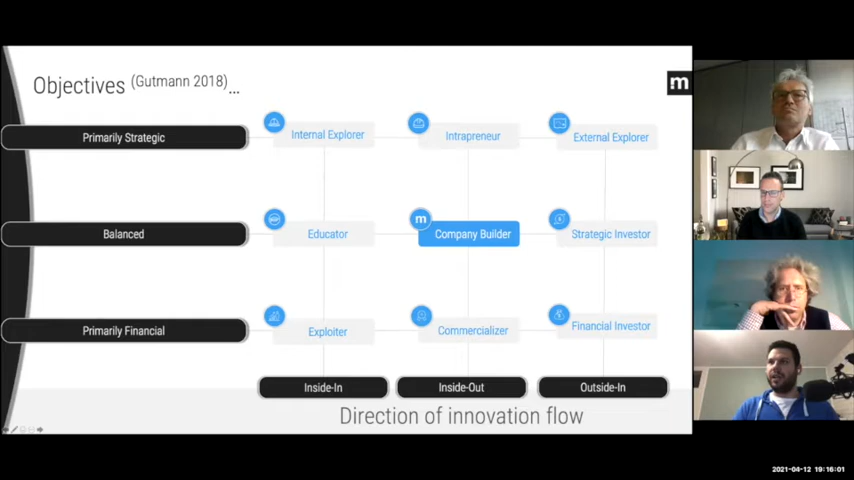 Objectives (Gutmann 2018)...
m
Primarily Strategic
Internal Explorer
Intrapreneur
External Explorer
Balanced
Educator
m
Company Builder
Strategic Investor
Primarily Financial
Exploiter
Commercializer
Financial Investor
Inside-In
Inside-Out
Outside-In
Direction of innovation flow
2021-04-12 19:16:01